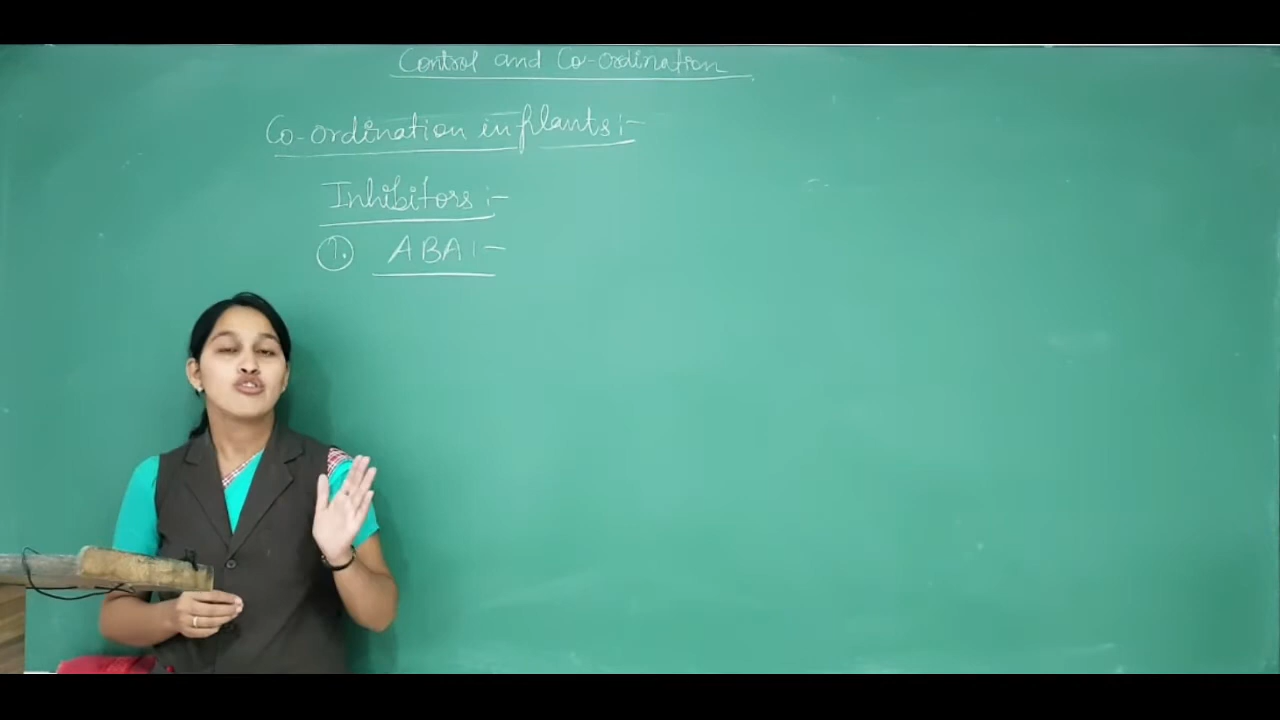 Control and Co-ordination
Co-ordination in plants :-
Inhibitors :-
1. ABA :-